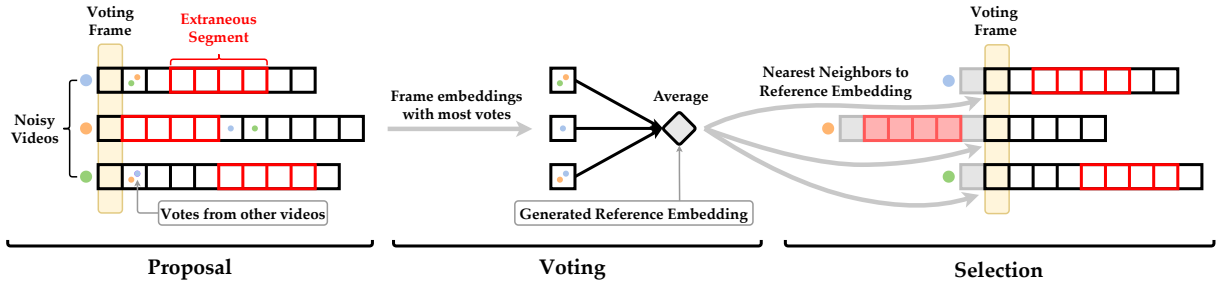 Voting
Frame
Extraneous
Segment
Noisy
Videos
Votes from other videos
Proposal
Frame embeddings
with most votes
Average
Generated Reference Embedding
Voting
Nearest Neighbors to
Reference Embedding
Voting
Frame
Selection